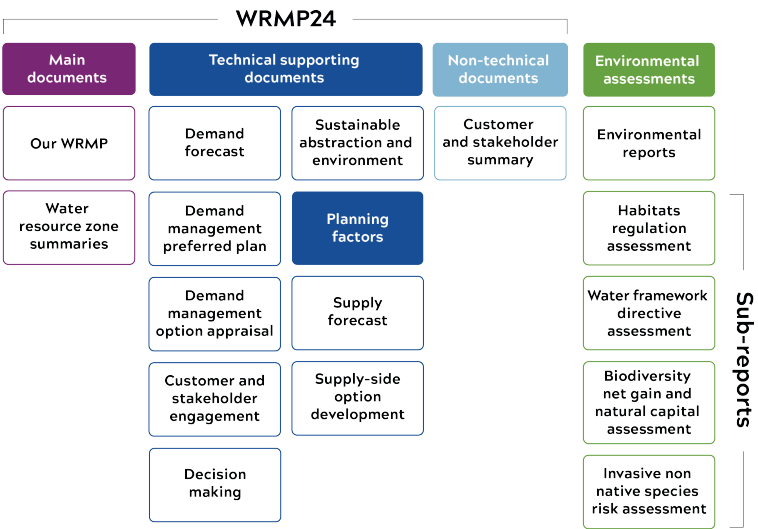 WRMP24
Main
documents
Technical supporting
documents
Non-technical
documents
Environmental
assessments
Our WRMP
Water
resource zone
summaries
Demand
forecast
Demand
management
preferred plan
Demand
management
option appraisal
Customer and
stakeholder
engagement
Decision
making
Sustainable
abstraction and
environment
Planning
factors
Supply
forecast
Supply-side
option
development
Customer
and stakeholder
summary
Environmental
reports
Habitats
regulation
assessment
Water framework
directive
assessment
Biodiversity
net gain and
natural capital
assessment
Invasive non
native species
risk assessment
Sub-reports